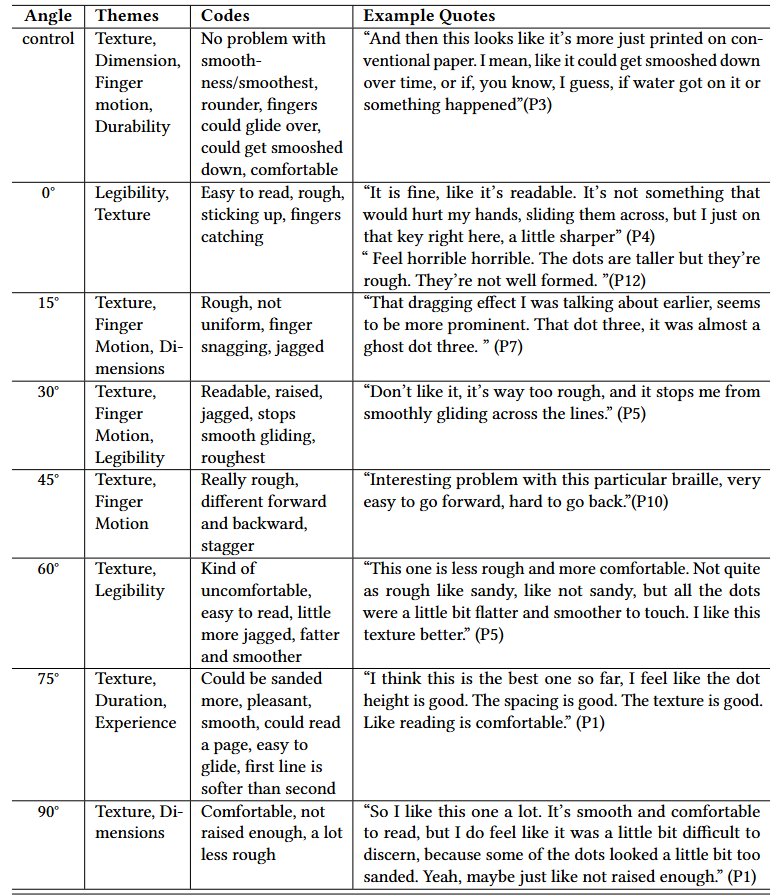 Angle Themes Codes Example Quotes
control
Texture,
Dimension,
Finger
motion,
Durability
No problem with
smooth-
ness/smoothest,
rounder, fingers
could glide over,
could get smooshed
down, comfortable
“And then this looks like it’s more just printed on con-
ventional paper. I mean, like it could get smooshed down
over time, or if, you know, I guess, if water got on it or
something happened”(P3)
0°
Legibility,
Texture
Easy to read, rough,
sticking up, fingers
catching
“It is fine, like it’s readable. It’s not something that
would hurt my hands, sliding them across, but I just on
that key right here, a little sharper” (P4)
“ Feel horrible horrible. The dots are taller but they’re
rough. They’re not well formed. ”(P12)
15°
Texture,
Finger
Motion, Di-
mensions
Rough, not
uniform, finger
snagging, jagged
“That dragging effect I was talking about earlier, seems
to be more prominent. That dot three, it was almost a
ghost dot three. ” (P7)
30°
Texture,
Finger
Motion,
Legibility
Readable, raised,
jagged, stops
smooth gliding,
roughest
“Don’t like it, it’s way too rough, and it stops me from
smoothly gliding across the lines.” (P5)
45°
Texture,
Finger
Motion
Really rough,
different forward
and backward,
stagger
“Interesting problem with this particular braille, very
easy to go forward, hard to go back.”(P10)
60°
Texture,
Legibility
Kind of
uncomfortable,
easy to read, little
more jagged, fatter
and smoother
“This one is less rough and more comfortable. Not quite
as rough like sandy, like not sandy, but all the dots
were a little bit flatter and smoother to touch. I like this
texture better.” (P5)
75°
Texture,
Duration,
Experience
Could be sanded
more, pleasant,
smooth, could read
a page, easy to
glide, first line is
softer than second
“I think this is the best one so far, I feel like the dot
height is good. The spacing is good. The texture is good.
Like reading is comfortable.” (P1)
90°
Texture, Di-
mensions
Comfortable, not
raised enough, a lot
less rough
“So I like this one a lot. It’s smooth and comfortable
to read, but I do feel like it was a little bit difficult to
discern, because some of the dots looked a little bit too
sanded. Yeah, maybe just like not raised enough.” (P1)